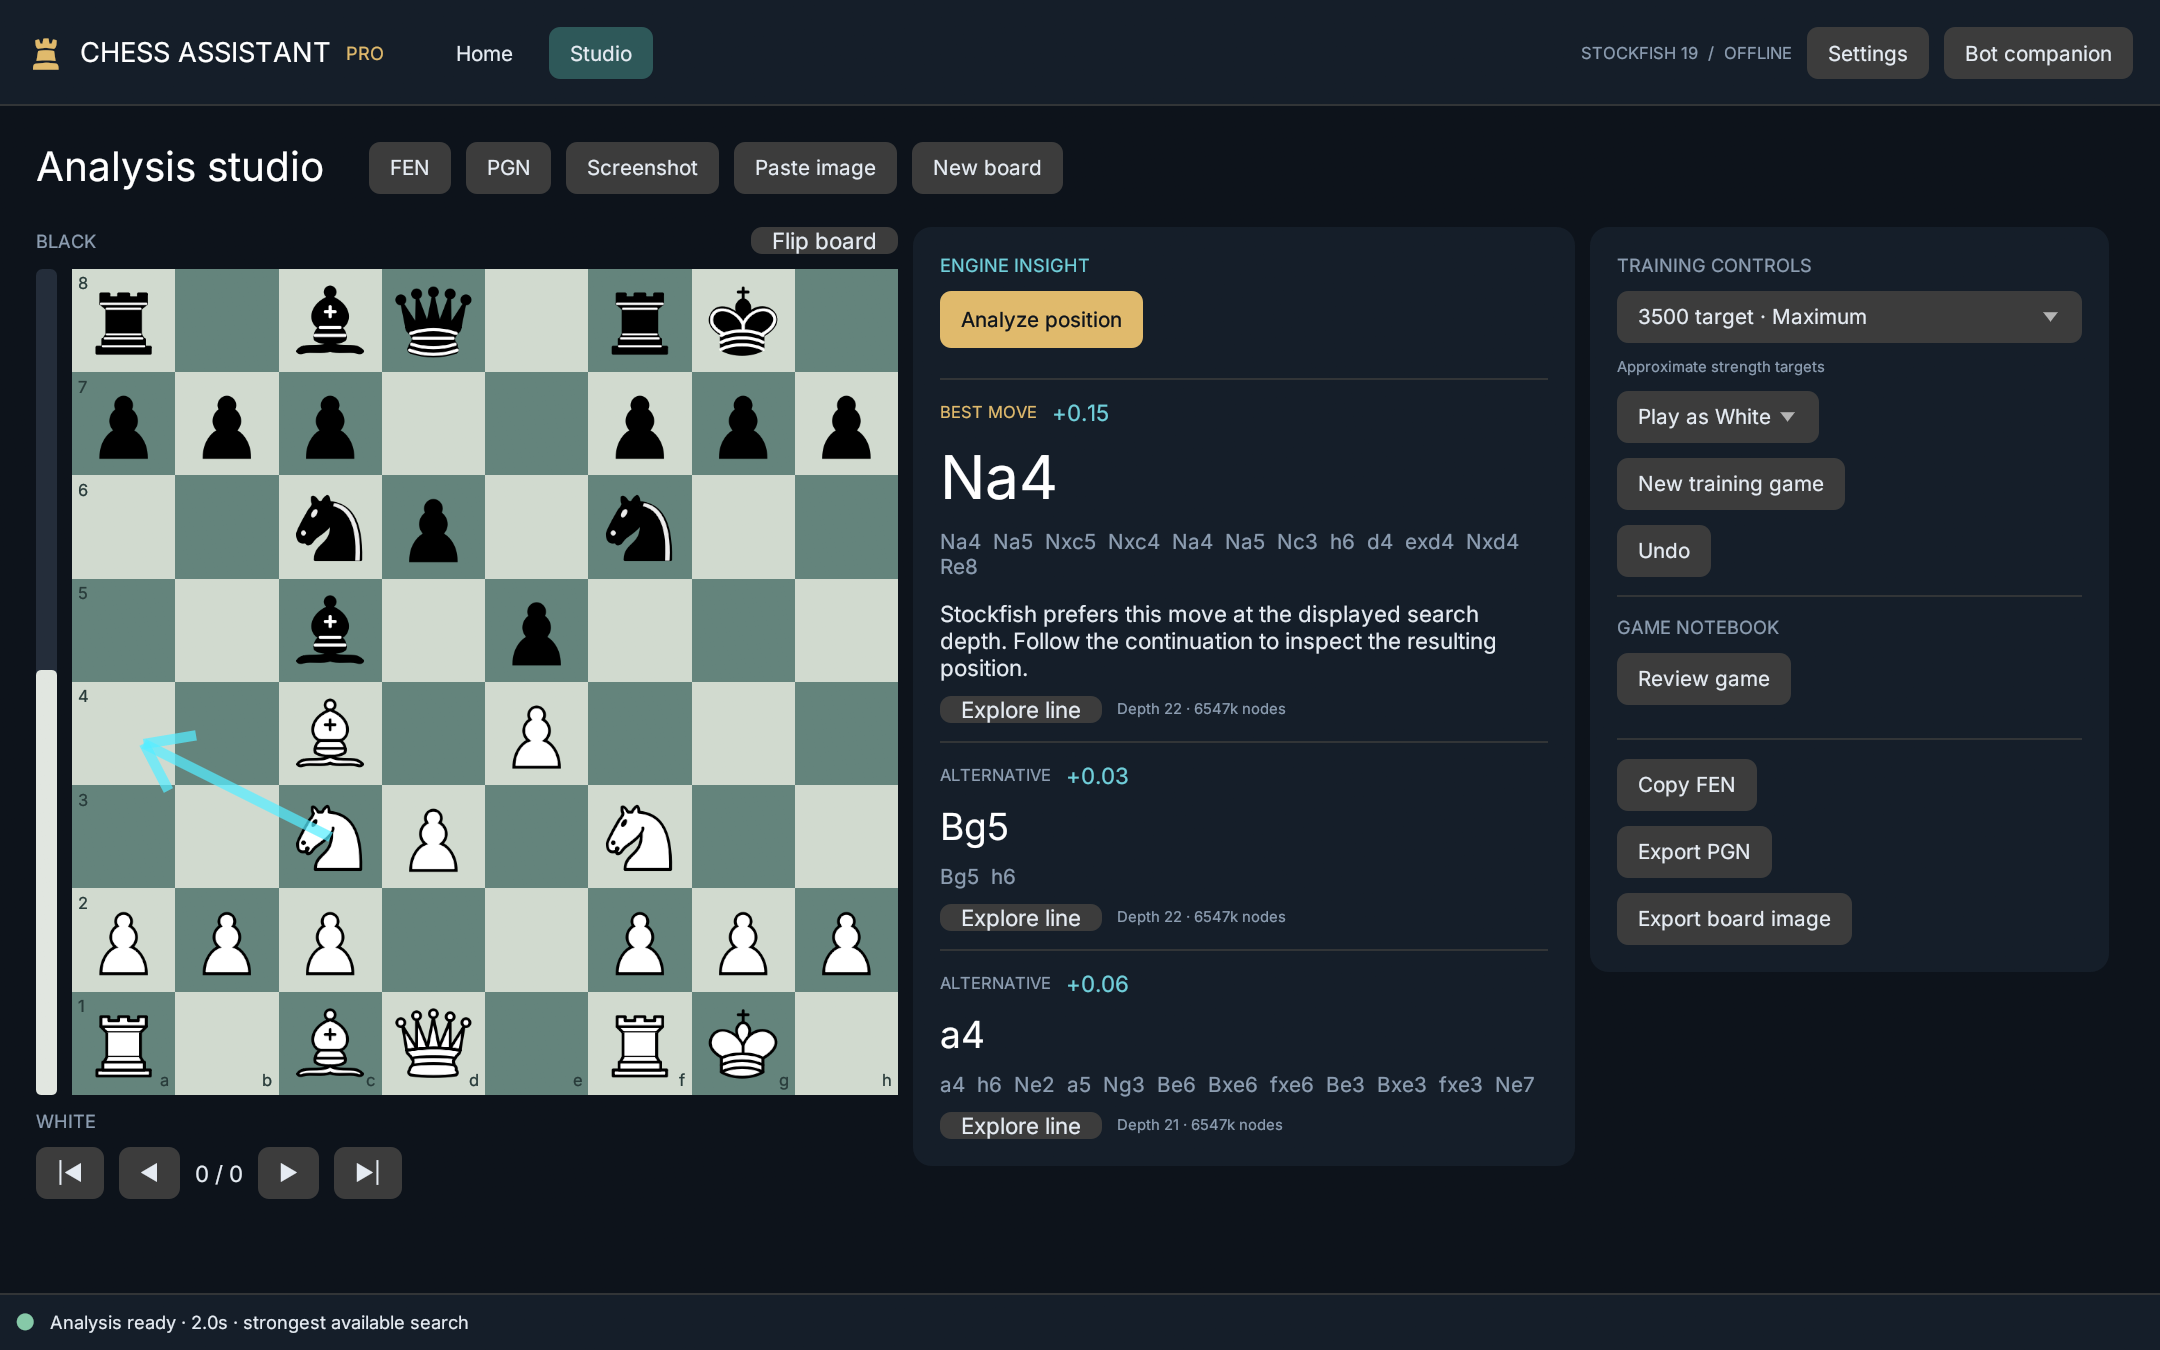 CHESS ASSISTANT PRO Home Studio STOCKFISH 19 / OFFLINE Settings Bot companion
Analysis studio FEN PGN Screenshot Paste image New board
BLACK Flip board
8
7
6
5
4
3
2
1
a b c d e f g h
WHITE
0 / 0
ENGINE INSIGHT
Analyze position
BEST MOVE +0.15
Na4
Na4 Na5 Nxc5 Nxc4 Na4 Na5 Nc3 h6 d4 exd4 Nxd4
Re8
Stockfish prefers this move at the displayed search
depth. Follow the continuation to inspect the resulting
position.
Explore line Depth 22 · 6547k nodes
ALTERNATIVE +0.03
Bg5
Bg5 h6
Explore line Depth 22 · 6547k nodes
ALTERNATIVE +0.06
a4
a4 h6 Ne2 a5 Ng3 Be6 Bxe6 fxe6 Be3 Bxe3 fxe3 Ne7
Explore line Depth 21 · 6547k nodes
TRAINING CONTROLS
3500 target · Maximum
Approximate strength targets
Play as White
New training game
Undo
GAME NOTEBOOK
Review game
Copy FEN
Export PGN
Export board image
Analysis ready · 2.0s · strongest available search